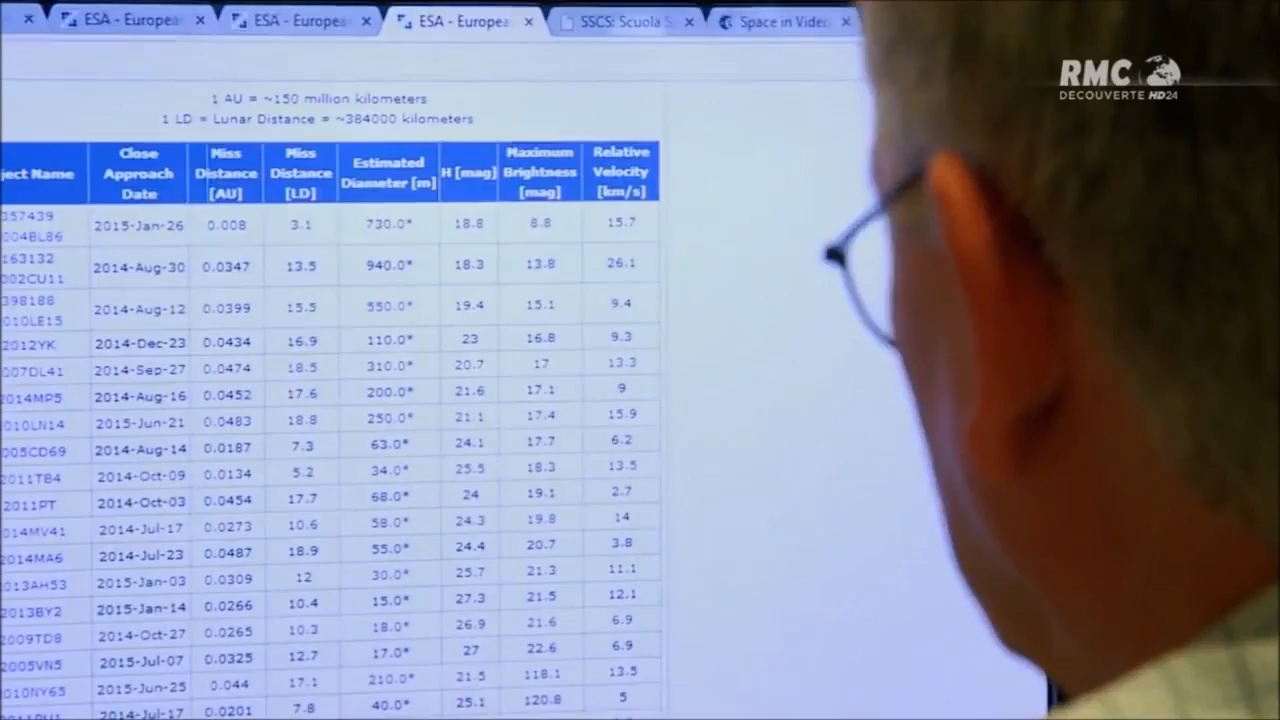 ESA - Europea ESA - Europea ESA - Europea SSCS: Scuola S Space in Vide
RMC
DECOUVERTE HD24
1 AU = ~150 million kilometers
1 LD = Lunar Distance = ~384000 kilometers
ject Name Close Approach Date Miss Distance [AU] Miss Distance [LD] Estimated Diameter [m] H [mag] Maximum Brightness [mag] Relative Velocity [km/s]
357439 004BL86 2015-Jan-26 0.008 3.1 730.0* 18.8 8.8 15.7
163132 002CU11 2014-Aug-30 0.0347 13.5 940.0* 18.3 13.8 26.1
398188 010LE15 2014-Aug-12 0.0399 15.5 550.0* 19.4 15.1 9.4
2012YK 2014-Dec-23 0.0434 16.9 110.0* 23 16.8 9.3
007DL41 2014-Sep-27 0.0474 18.5 310.0* 20.7 17 13.3
2014MP5 2014-Aug-16 0.0452 17.6 200.0* 21.6 17.1 9
010LN14 2015-Jun-21 0.0483 18.8 250.0* 21.1 17.4 15.9
005CD69 2014-Aug-14 0.0187 7.3 63.0* 24.1 17.7 6.2
2011TB4 2014-Oct-09 0.0134 5.2 34.0* 25.5 18.3 13.5
2011PT 2014-Oct-03 0.0454 17.7 68.0* 24 19.1 2.7
014MV41 2014-Jul-17 0.0273 10.6 58.0* 24.3 19.8 14
2014MA6 2014-Jul-23 0.0487 18.9 55.0* 24.4 20.7 3.8
013AH53 2015-Jan-03 0.0309 12 30.0* 25.7 21.3 11.1
2013BY2 2015-Jan-14 0.0266 10.4 15.0* 27.3 21.5 12.1
2009TD8 2014-Oct-27 0.0265 10.3 18.0* 26.9 21.6 6.9
2005VN5 2015-Jul-07 0.0325 12.7 17.0* 27 22.6 6.9
010NY65 2015-Jun-25 0.044 17.1 210.0* 21.5 118.1 13.5
2014-Jul-17 0.0201 7.8 40.0* 25.1 120.8 5